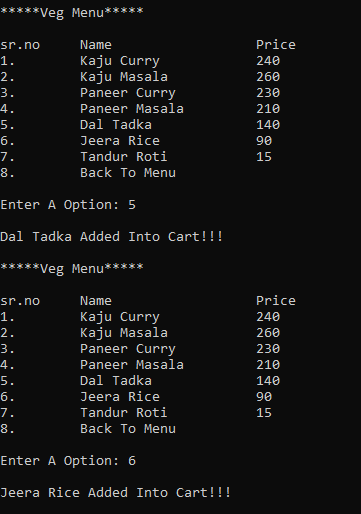 *****Veg Menu*****
sr.no Name Price
1. Kaju Curry 240
2. Kaju Masala 260
3. Paneer Curry 230
4. Paneer Masala 210
5. Dal Tadka 140
6. Jeera Rice 90
7. Tandur Roti 15
8. Back To Menu
Enter A Option: 5
Dal Tadka Added Into Cart!!!
*****Veg Menu*****
sr.no Name Price
1. Kaju Curry 240
2. Kaju Masala 260
3. Paneer Curry 230
4. Paneer Masala 210
5. Dal Tadka 140
6. Jeera Rice 90
7. Tandur Roti 15
8. Back To Menu
Enter A Option: 6
Jeera Rice Added Into Cart!!!